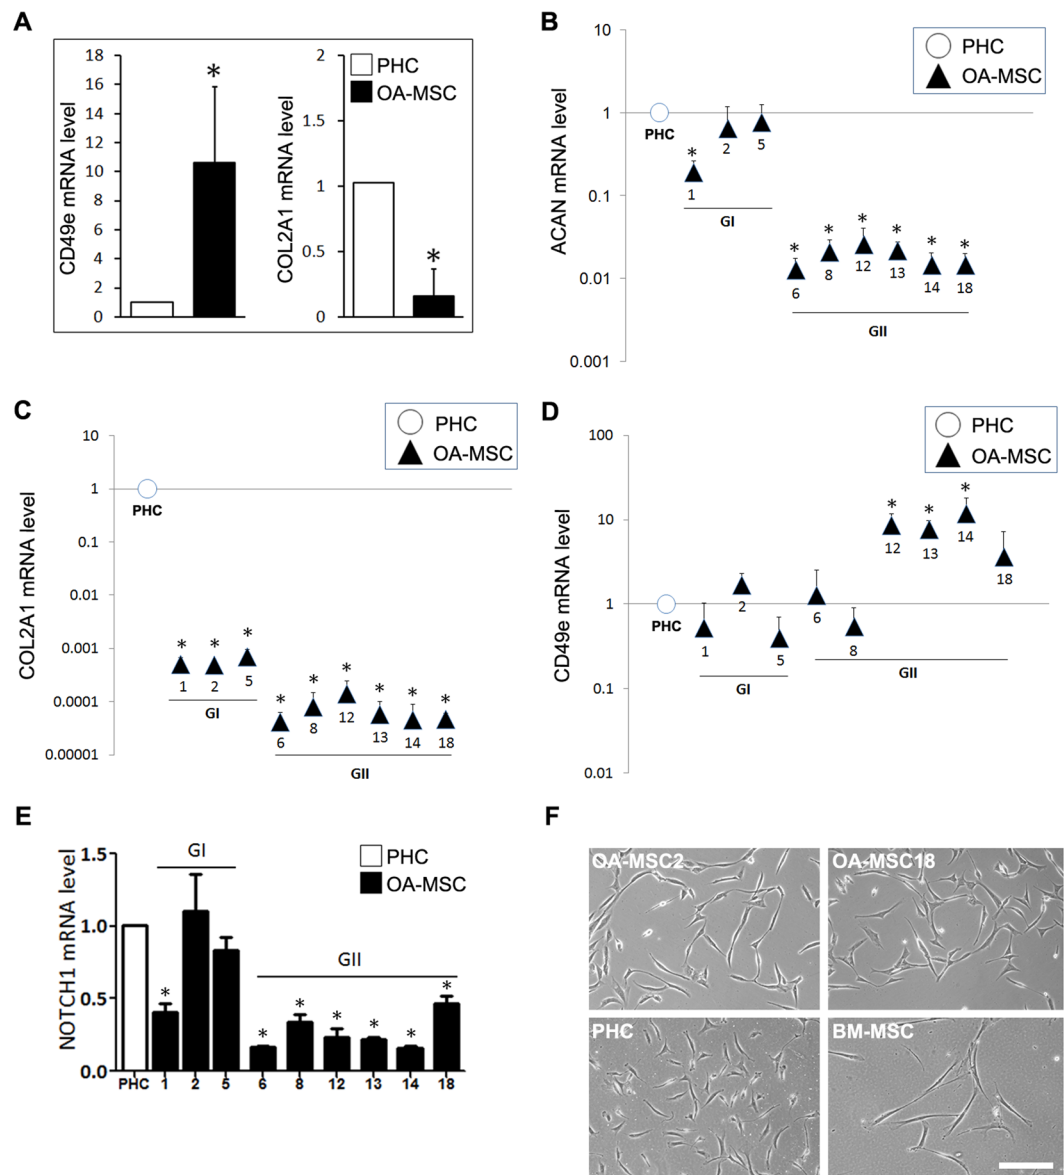 A
CD49e mRNA level
18
16
14
12
10
8
6
4
2
0
*
COL2A1 mRNA level
2
1.5
1
0.5
0
*
PHC
OA-MSC
B
ACAN mRNA level
10
1
0.1
0.01
0.001
PHC
OA-MSC
PHC
*
1
2
5
GI
* * * * * *
6 8 12 13 14 18
GII
C
COL2A1 mRNA level
10
1
0.1
0.01
0.001
0.0001
0.00001
PHC
OA-MSC
PHC
* * *
1 2 5
GI
* * * * * *
6 8 12 13 14 18
GII
D
CD49e mRNA level
100
10
1
0.1
0.01
PHC
OA-MSC
PHC
1 2 5
GI
* * *
6 8 12 13 14 18
GII
E
NOTCH1 mRNA level
1.5
1.0
0.5
0.0
GI
PHC
OA-MSC
GII
* * * * * * *
PHC 1 2 5 6 8 12 13 14 18
F
OA-MSC2
OA-MSC18
PHC
BM-MSC